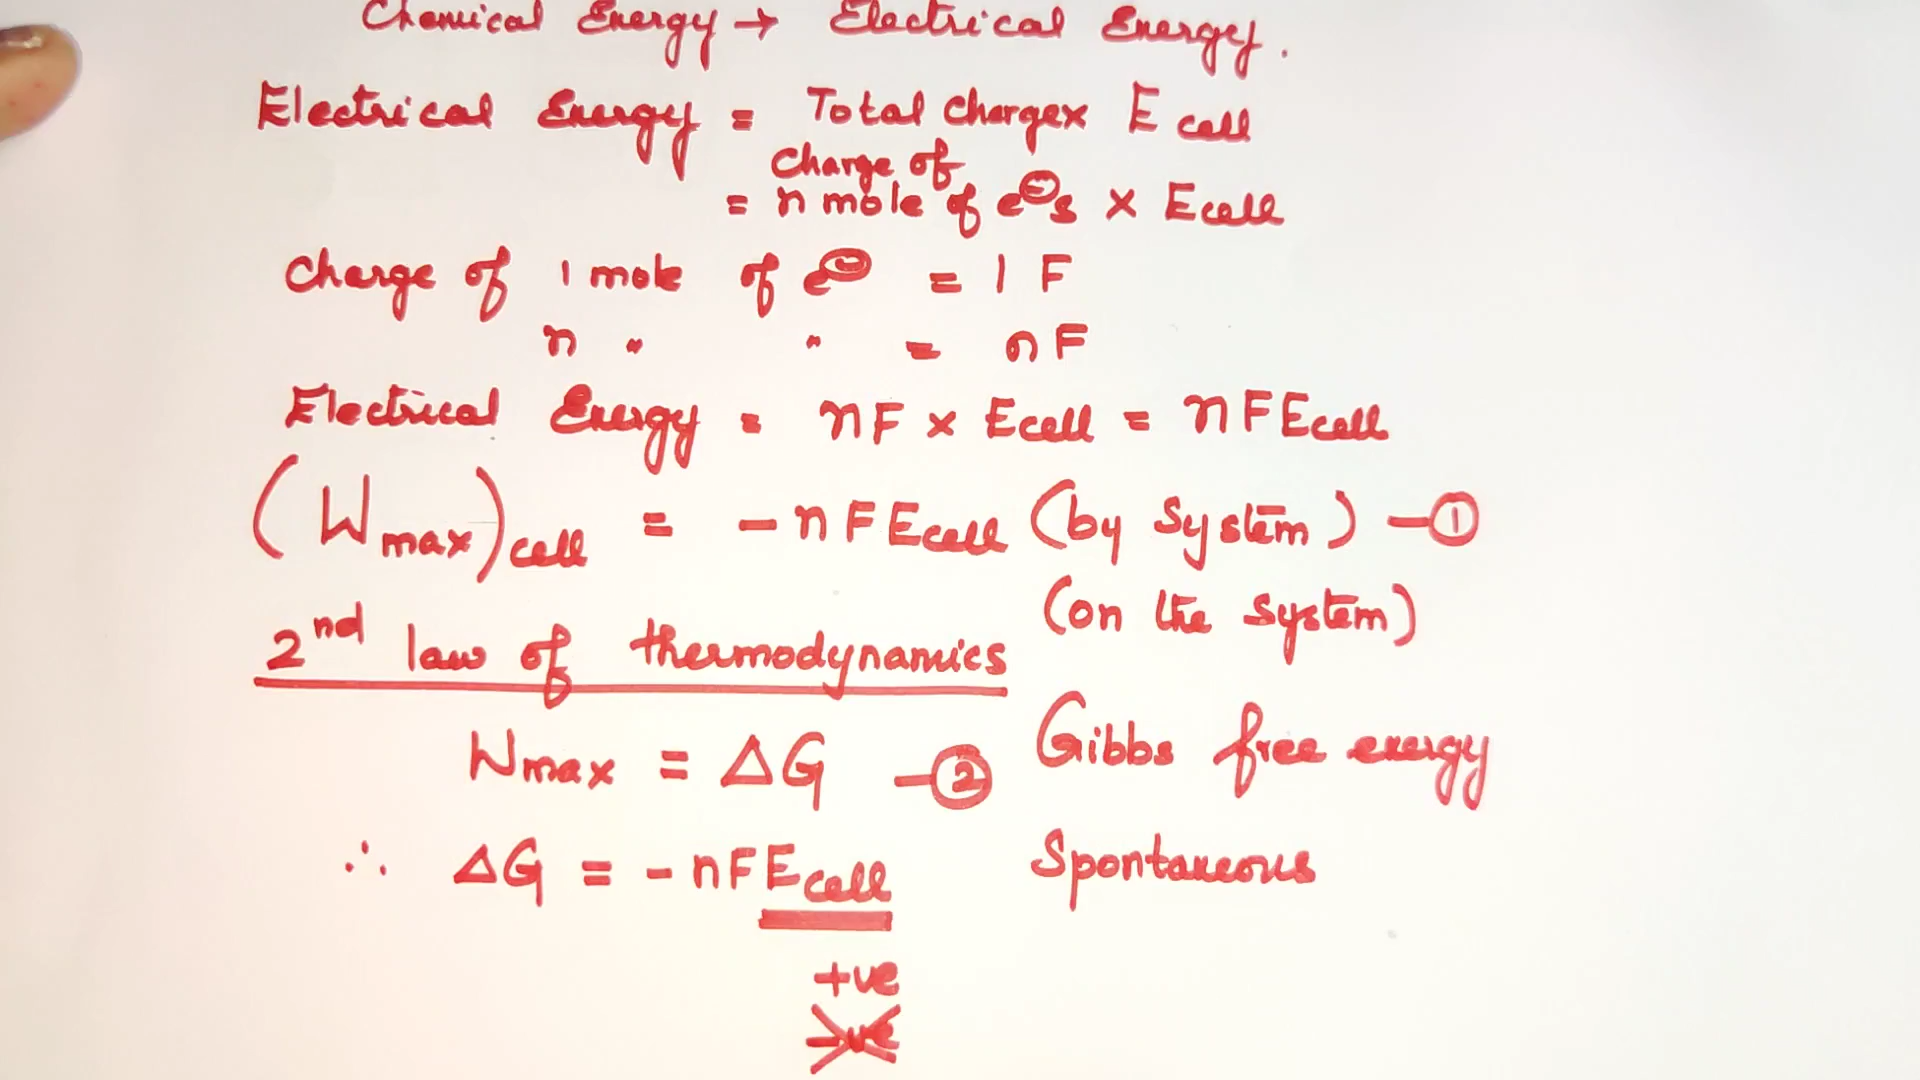 Chemical Energy → Electrical Energy.
Electrical Energy = Total charge x E cell
charge of
= n mole of e⊖s × Ecell
Charge of 1 mole of e⊖ = 1 F
n " " = nF
Electrical Energy = nF × Ecell = nFEcell
(Wmax)cell = - nFEcell (by system) —①
(on the system)
2nd law of thermodynamics
Wmax = ΔG —② Gibbs free energy
∴ ΔG = - nFEcell Spontaneous
+ve
-ve